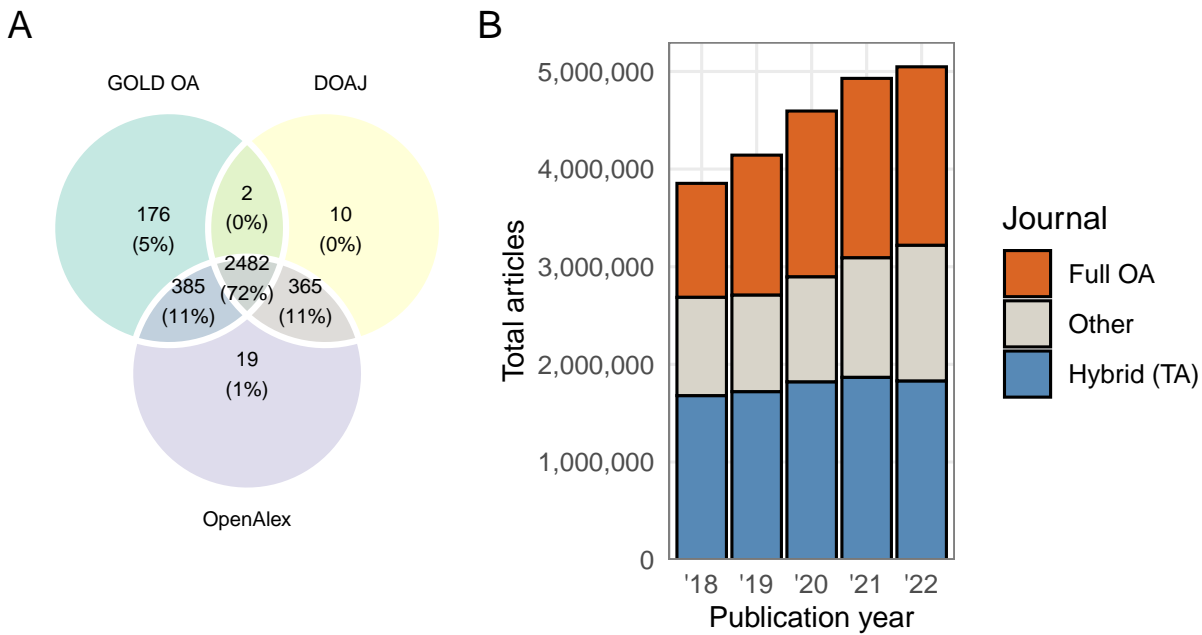 A
GOLD OA
DOAJ
176
(5%)
2
(0%)
10
(0%)
2482
(72%)
385
(11%)
365
(11%)
19
(1%)
OpenAlex
B
Total articles
5,000,000
4,000,000
3,000,000
2,000,000
1,000,000
0
'18 '19 '20 '21 '22
Publication year
Journal
Full OA
Other
Hybrid (TA)